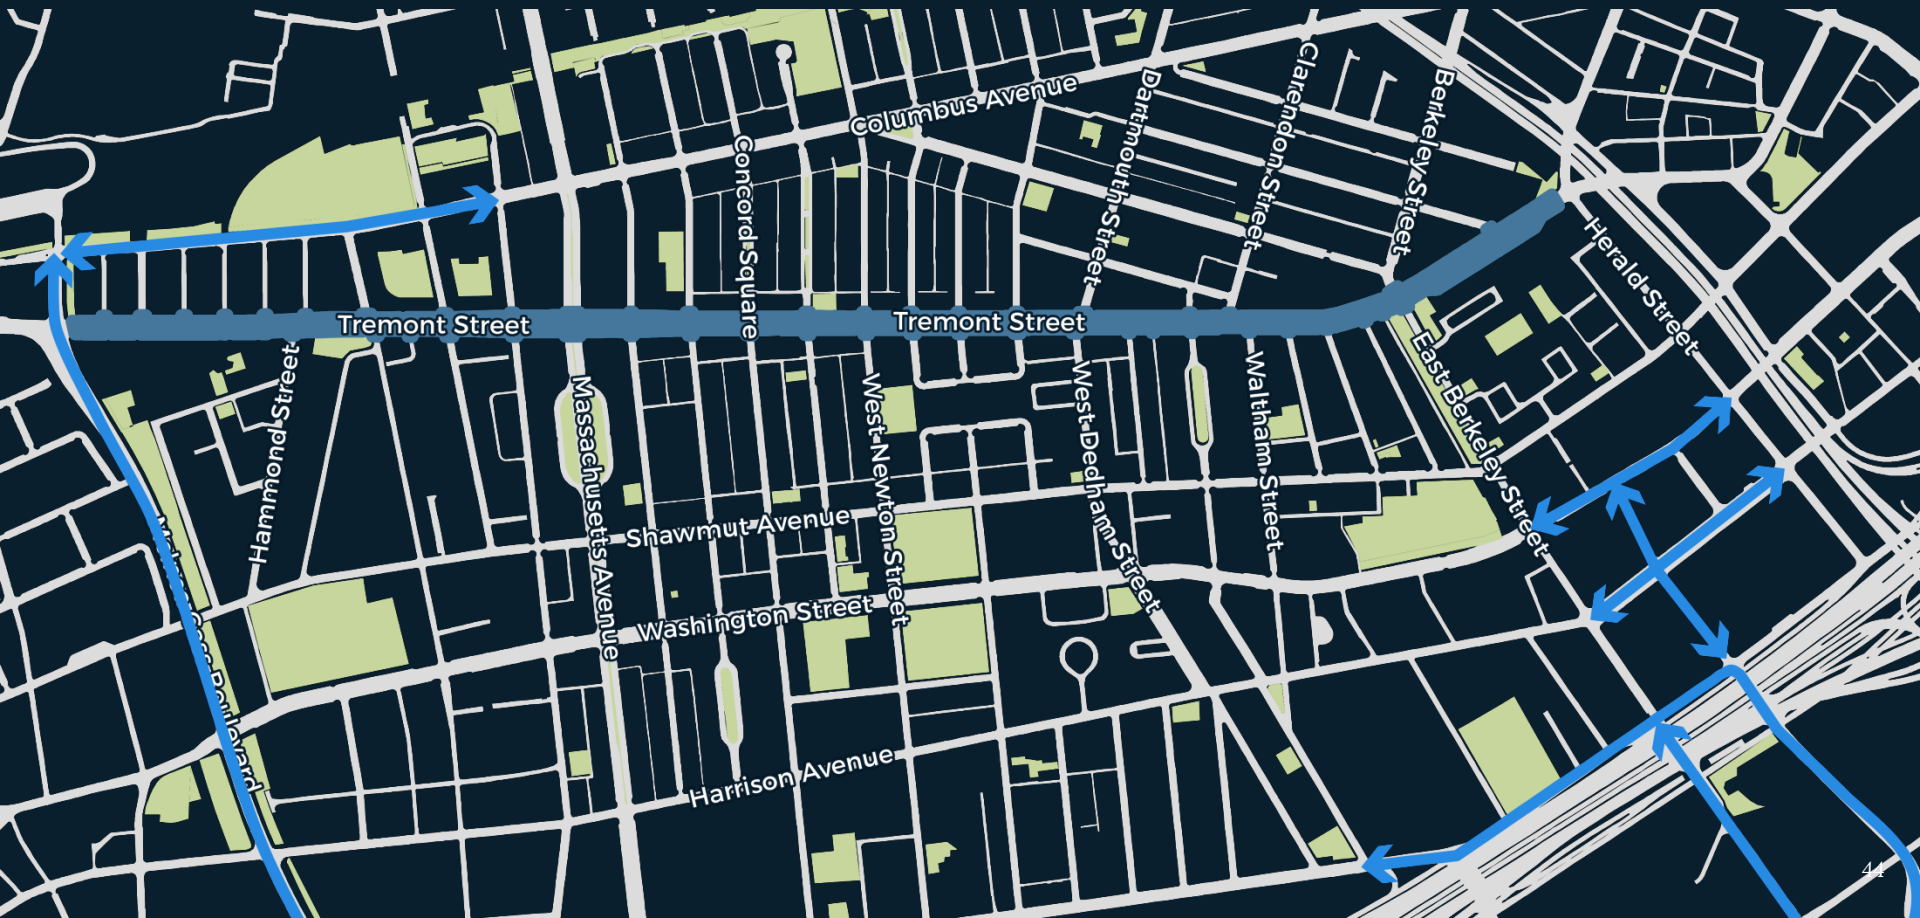 Columbus Avenue
Dartmouth Street
Clarendon Street
Berkeley Street
Concord Square
Herald Street
Tremont Street
Tremont Street
Hammond Street
Massachusetts Avenue
West Newton Street
West Dedham Street
Waltham Street
East Berkeley Street
Shawmut Avenue
Washington Street
Boulevard
Harrison Avenue
44